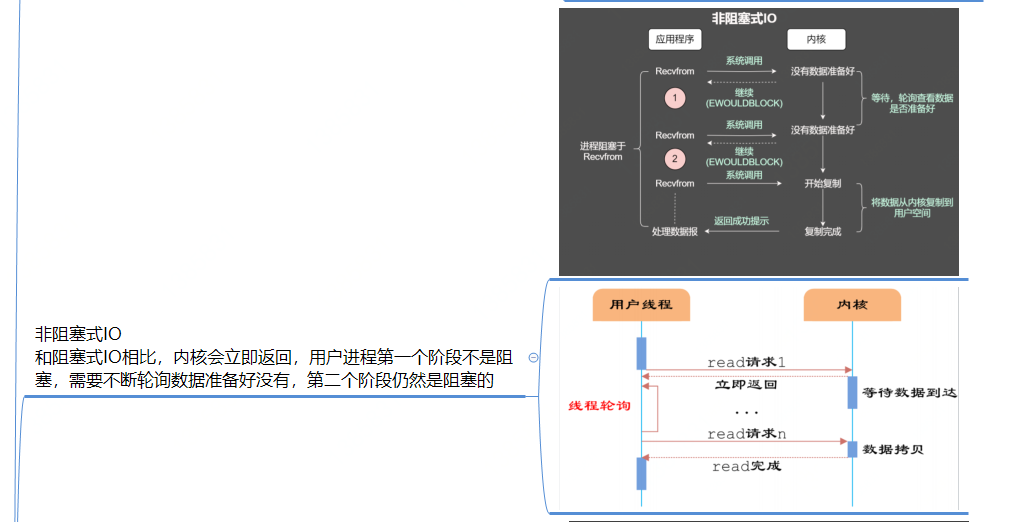 非阻塞式IO
应用程序
内核
Recvfrom
系统调用
没有数据准备好
1
继续
(EWOULDBLOCK)
等待，轮询查看数据
是否准备好
Recvfrom
系统调用
没有数据准备好
进程阻塞于
Recvfrom
2
继续
(EWOULDBLOCK)
Recvfrom
系统调用
开始复制
将数据从内核复制到
用户空间
处理数据报
返回成功提示
复制完成
非阻塞式IO
和阻塞式IO相比，内核会立即返回，用户进程第一个阶段不是阻
塞，需要不断轮询数据准备好没有，第二个阶段仍然是阻塞的
用户线程
内核
read请求1
立即返回
等待数据到达
线程轮询
...
read请求n
数据拷贝
read完成